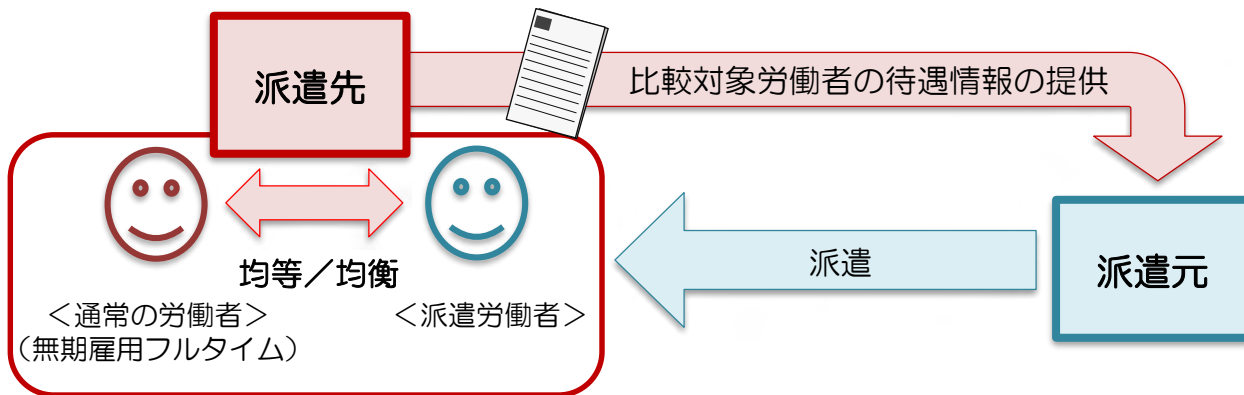 派遣先
比較対象労働者の待遇情報の提供
均等／均衡
＜通常の労働者＞
（無期雇用フルタイム）
＜派遣労働者＞
派遣
派遣元